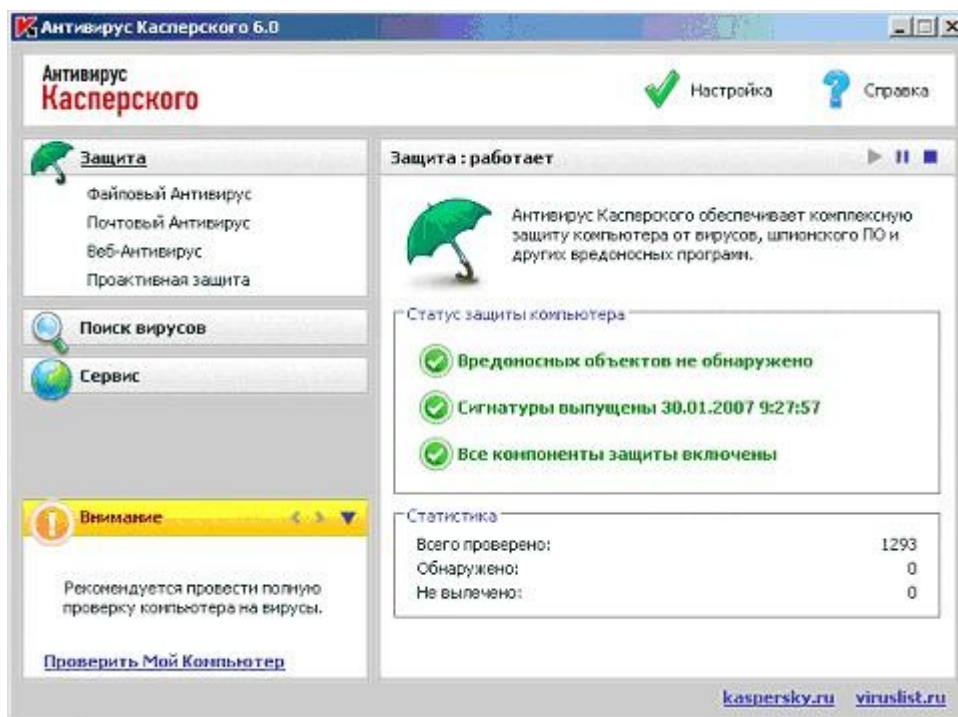 Антивирус Касперского 6.0
Антивирус
Касперского
Настройка
Справка
Защита
Файловый Антивирус
Почтовый Антивирус
Веб-Антивирус
Проактивная защита
Поиск вирусов
Сервис
Внимание
Рекомендуется провести полную
проверку компьютера на вирусы.
Проверить Мой Компьютер
Защита : работает
Антивирус Касперского обеспечивает комплексную
защиту компьютера от вирусов, шпионского ПО и
других вредоносных программ.
Статус защиты компьютера
Вредоносных объектов не обнаружено
Сигнатуры выпущены 30.01.2007 9:27:57
Все компоненты защиты включены
Статистика
Всего проверено: 1293
Обнаружено: 0
Не вылечено: 0
kaspersky.ru viruslist.ru